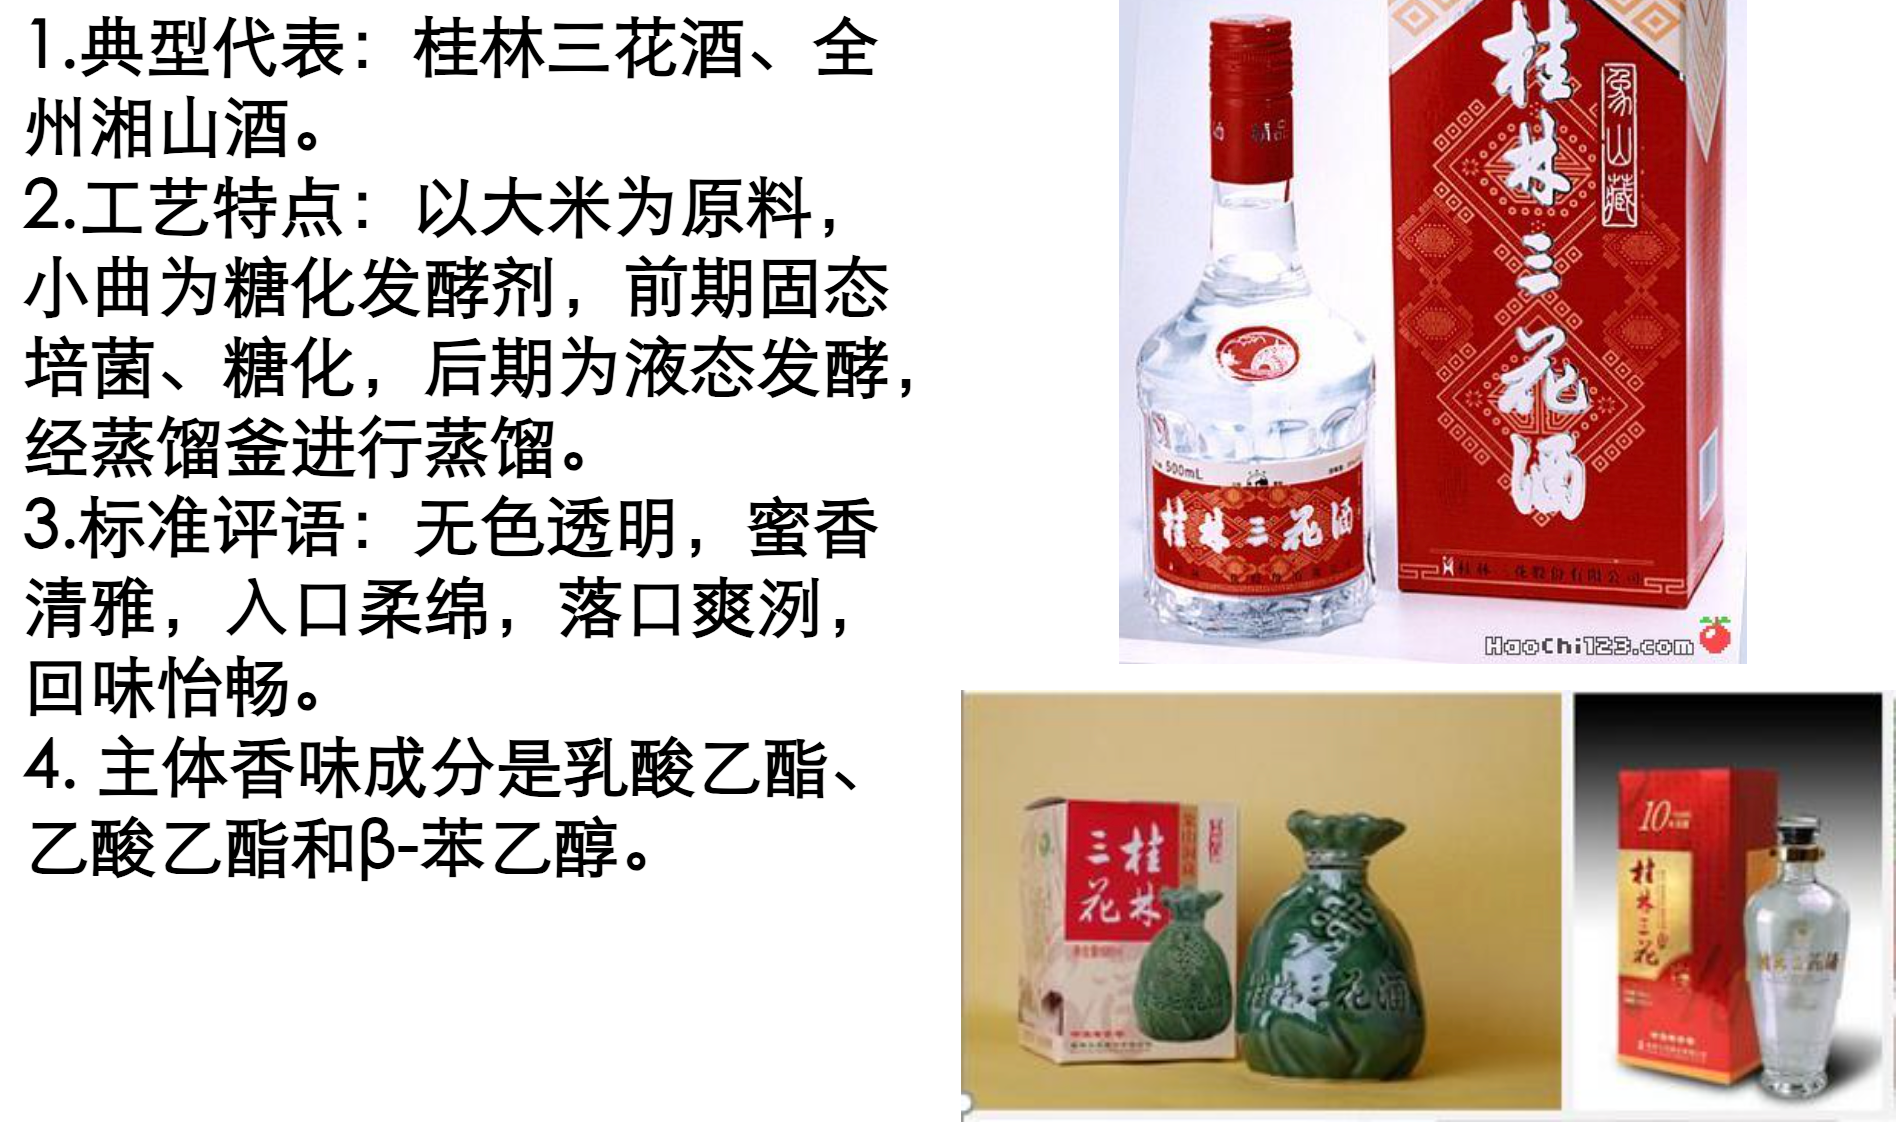 1.典型代表：桂林三花酒、全
州湘山酒。
2.工艺特点：以大米为原料，
小曲为糖化发酵剂，前期固态
培菌、糖化，后期为液态发酵，
经蒸馏釜进行蒸馏。
3.标准评语：无色透明，蜜香
清雅，入口柔绵，落口爽洌，
回味怡畅。
4. 主体香味成分是乳酸乙酯、
乙酸乙酯和β-苯乙醇。
精品
500mL
桂林三花酒
桂林三花酒
象山藏
HaoChi123.com
桂林
三花
桂林三花酒
10
桂林三花
桂林三花酒